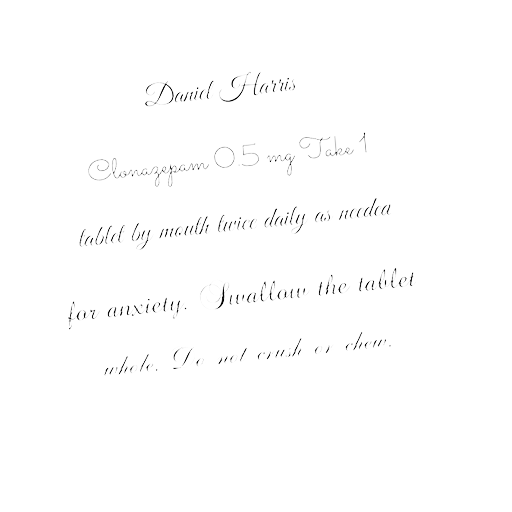 Daniel Harris
Clonazepam 0.5 mg Take 1
tablet by mouth twice daily as needed
for anxiety. Swallow the tablet
whole. Do not crush or chew.